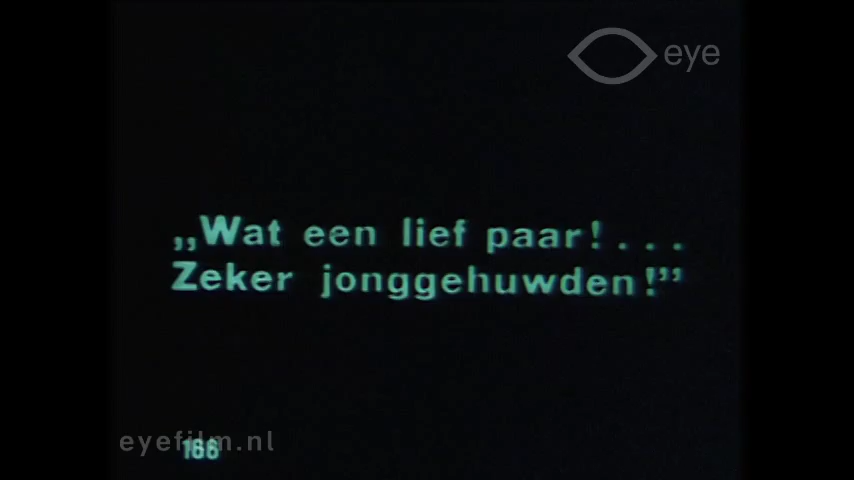 eye
„Wat een lief paar!...
Zeker jonggehuwden!”
eyefilm.nl
166